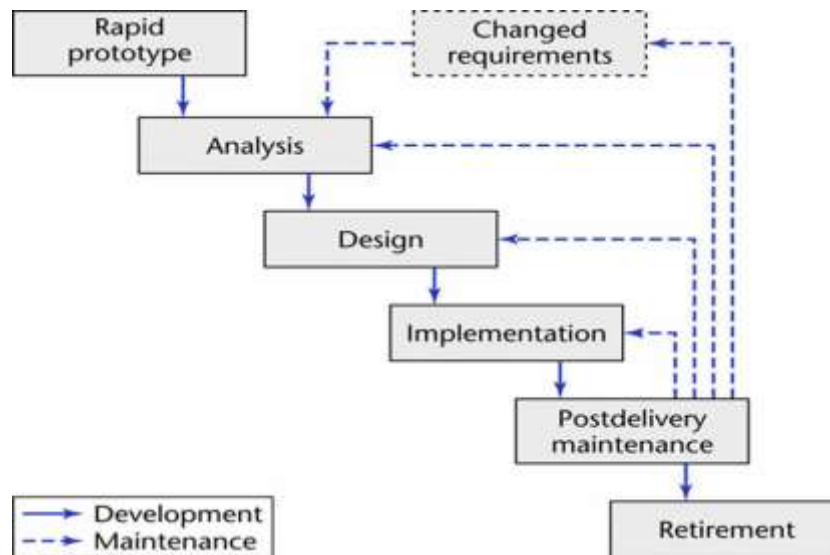 Rapid
prototype
Changed
requirements
Analysis
Design
Implementation
Postdelivery
maintenance
Development
Maintenance
Retirement